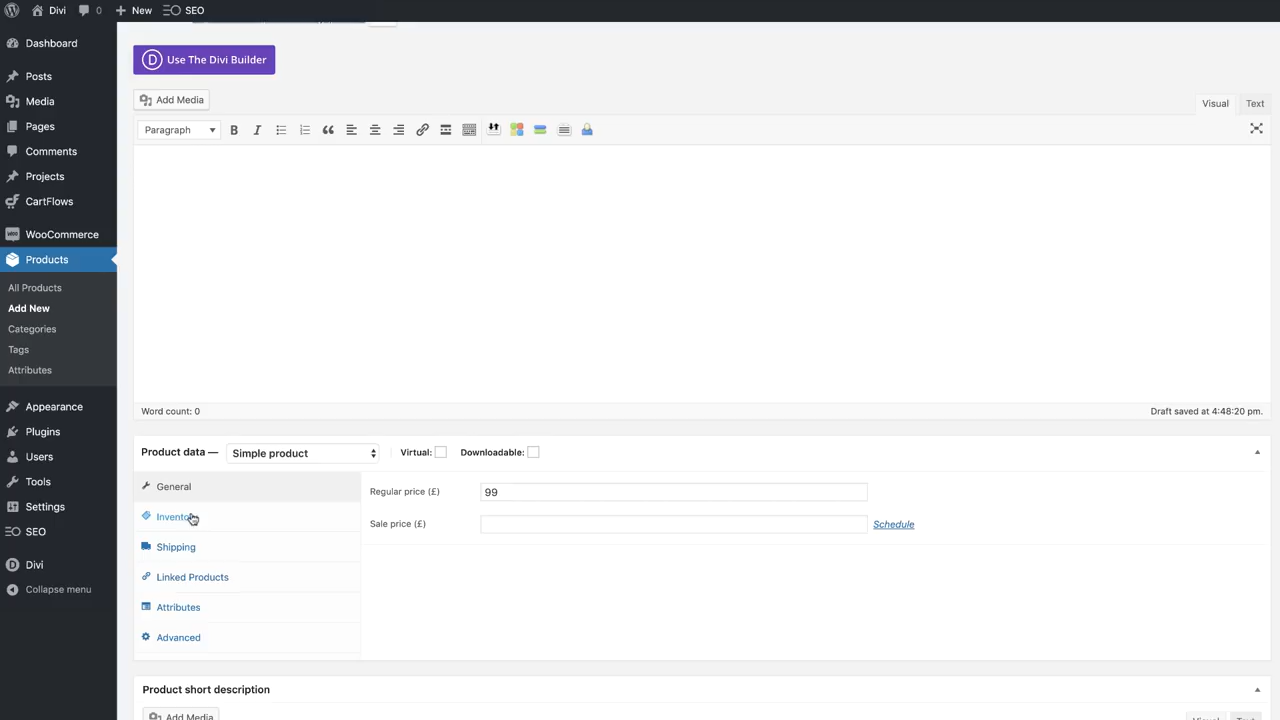 Divi 0 New SEO
Dashboard
Posts
Media
Pages
Comments
Projects
CartFlows
WooCommerce
Products
All Products
Add New
Categories
Tags
Attributes
Appearance
Plugins
Users
Tools
Settings
SEO
Divi
Collapse menu
D Use The Divi Builder
Add Media
Visual Text
Paragraph B I
Word count: 0 Draft saved at 4:48:20 pm.
Product data — Simple product Virtual: Downloadable:
General
Inventory
Shipping
Linked Products
Attributes
Advanced
Regular price (£) 99
Sale price (£) Schedule
Product short description
Add Media
Visual Text